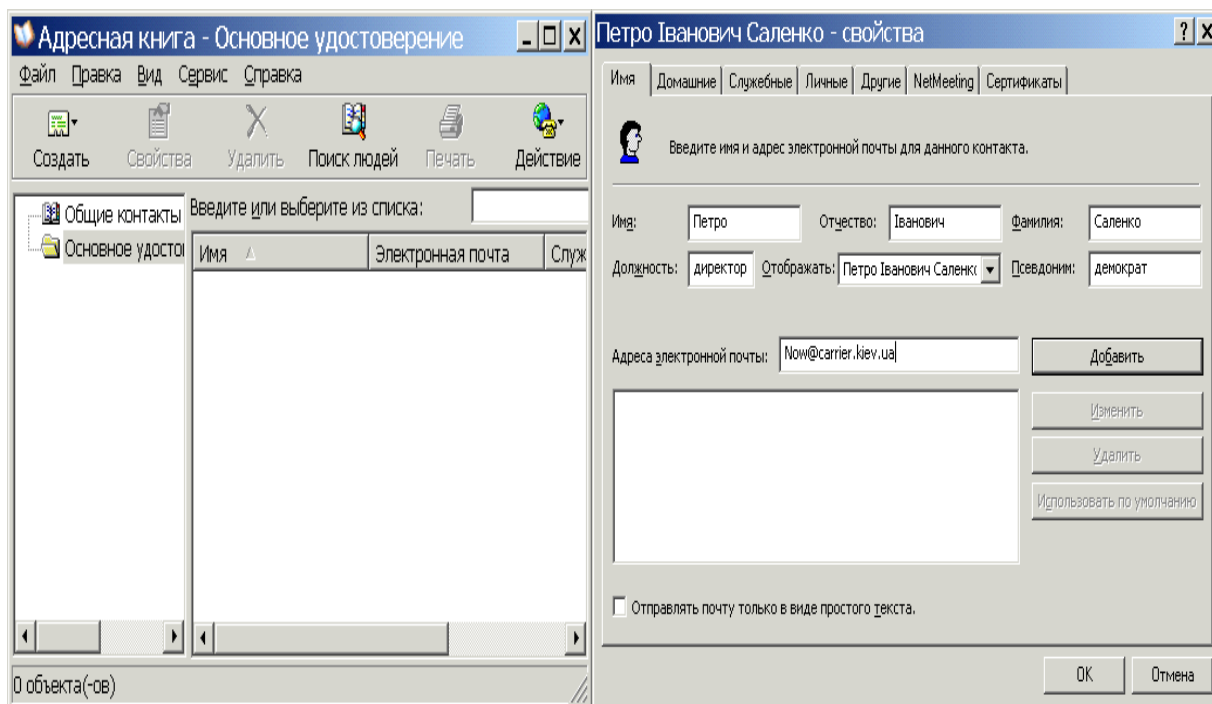 Адресная книга - Основное удостоверение
Файл Правка Вид Сервис Справка
Создать Свойства Удалить Поиск людей Печать Действие
Общие контакты
Основное удостов
Введите или выберите из списка:
Имя Электронная почта Служ
0 объекта(-ов)
Петро Іванович Саленко - свойства
Имя Домашние Служебные Личные Другие NetMeeting Сертификаты
Введите имя и адрес электронной почты для данного контакта.
Имя: Петро Отчество: Іванович Фамилия: Саленко
Должность: директор Отображать: Петро Іванович Саленкс Псевдоним: демократ
Адреса электронной почты: Now@carrier.kiev.ua Добавить
Изменить
Удалить
Использовать по умолчанию
Отправлять почту только в виде простого текста.
OK Отмена